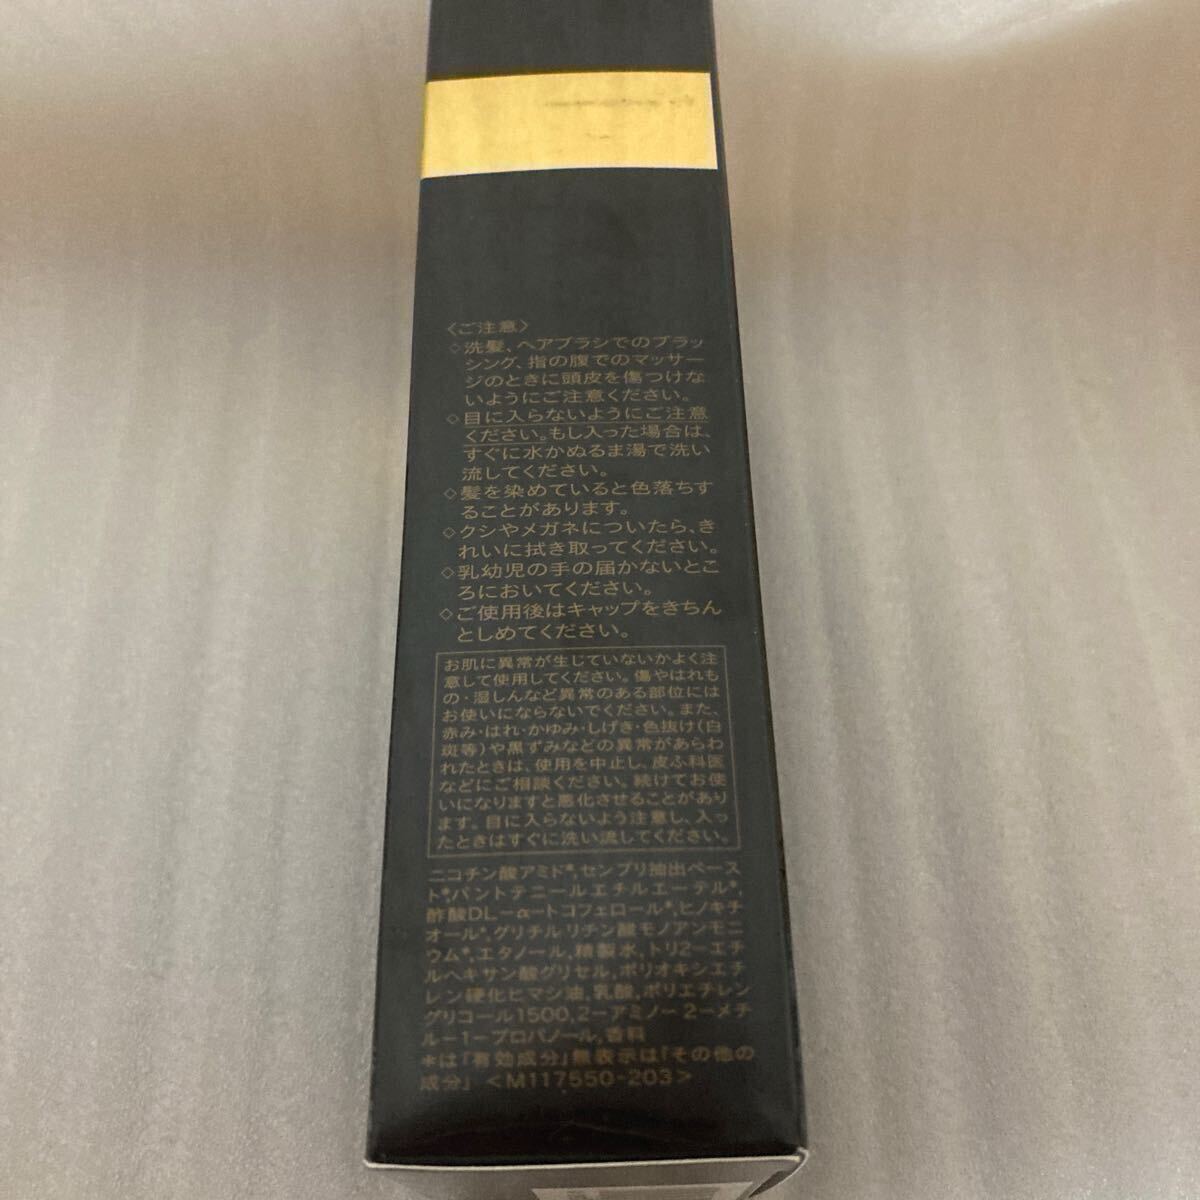 〈ご注意〉
◇洗髪、ヘアブラシでのブラッ
シング、指の腹でのマッサー
ジのときに頭皮を傷つけな
いようにご注意ください。
◇目に入らないようにご注意
ください。もし入った場合は、
すぐに水かぬるま湯で洗い
流してください。
◇髪を染めていると色落ちす
ることがあります。
◇クシやメガネについたら、き
れいに拭き取ってください。
◇乳幼児の手の届かないとこ
ろにおいてください。
◇ご使用後はキャップをきちん
としめてください。
お肌に異常が生じていないかよく注
意して使用してください。傷やはれも
の・湿しんなど異常のある部位には
お使いにならないでください。また、
赤み・はれ・かゆみ・しげき・色抜け(白
斑等)や黒ずみなどの異常があらわ
れたときは、使用を中止し、皮ふ科医
などにご相談ください。続けてお使
いになりますと悪化させることがあり
ます。目に入らないよう注意し、入っ
たときはすぐに洗い流してください。
ニコチン酸アミド*,センブリ抽出ペース
ト*,パントテニールエチルエーテル*,
酢酸DL-α-トコフェロール*,ヒノキチ
オール*,グリチルリチン酸モノアンモニ
ウム*,エタノール,精製水,トリ2-エチ
ルヘキサン酸グリセル,ポリオキシエチ
レン硬化ヒマシ油,乳酸,ポリエチレン
グリコール1500,2-アミノ-2-メチ
ル-1-プロパノール,香料
*は「有効成分」無表示は「その他の
成分」<M117550-203>